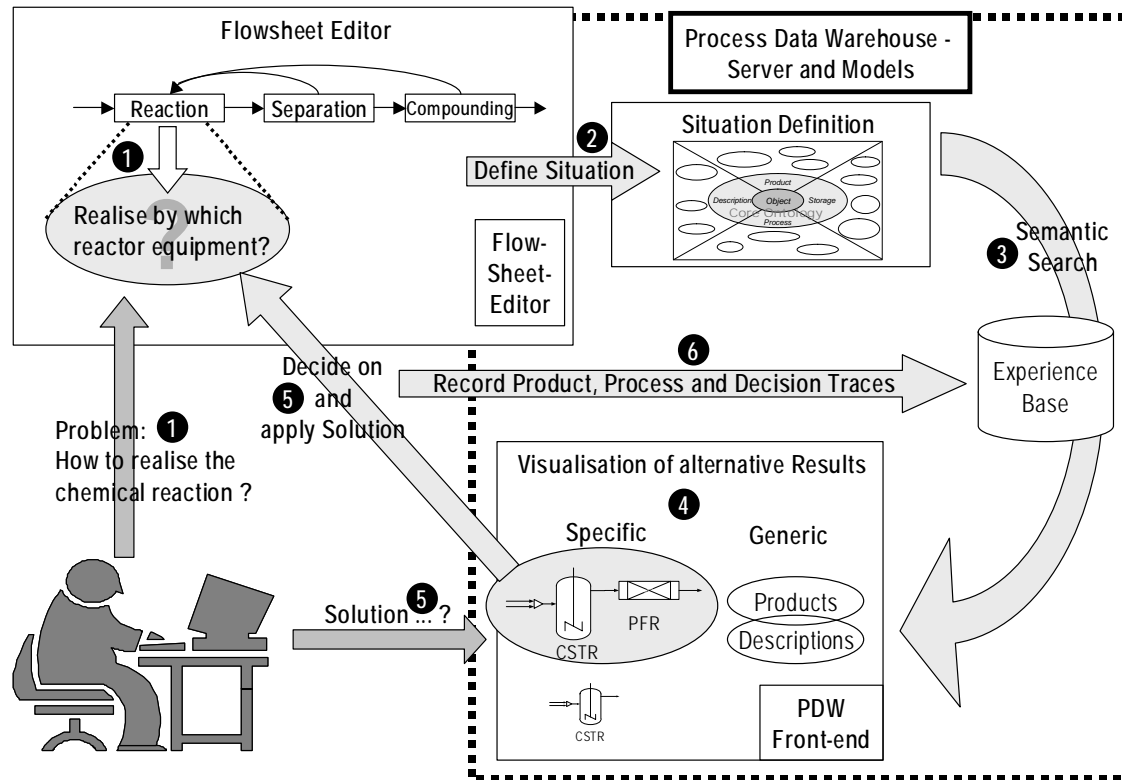 Flowsheet Editor
Reaction
Separation
Compounding
1
Realise by which
reactor equipment?
?
Flow-
Sheet-
Editor
Process Data Warehouse -
Server and Models
2
Define Situation
Situation Definition
Product
Description
Object
Storage
Core Ontology
Process
3
Semantic
Search
Experience
Base
6
Record Product, Process and Decision Traces
Decide on
5 and
apply Solution
Problem: 1
How to realise the
chemical reaction ?
Solution ... ?
5
Visualisation of alternative Results
4
Specific
Generic
CSTR
PFR
Products
Descriptions
CSTR
PDW
Front-end